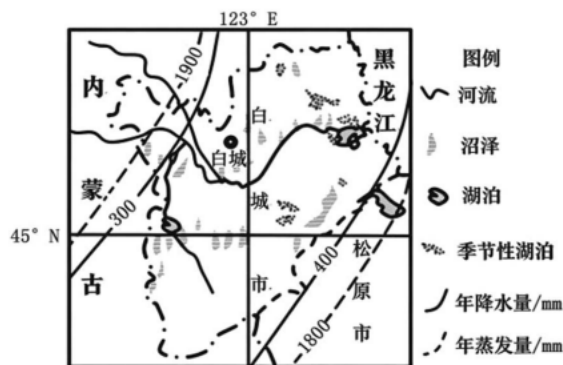 123° E
内
蒙
古
1900
300
白
白城
城
市
黑
龙
江
45° N
400
1800
松
原
市
图例
河流
沼泽
湖泊
季节性湖泊
年降水量/mm
年蒸发量/mm